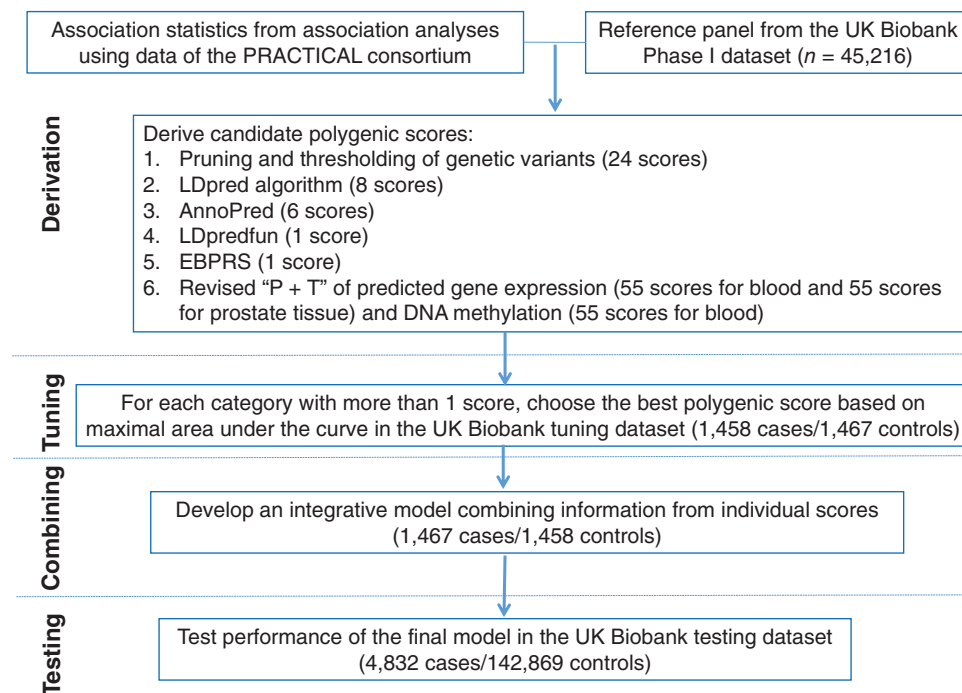 Association statistics from association analyses
using data of the PRACTICAL consortium
Reference panel from the UK Biobank
Phase I dataset (n = 45,216)
Derivation
Derive candidate polygenic scores:
1. Pruning and thresholding of genetic variants (24 scores)
2. LDpred algorithm (8 scores)
3. AnnoPred (6 scores)
4. LDpredfun (1 score)
5. EBPRS (1 score)
6. Revised “P + T” of predicted gene expression (55 scores for blood and 55 scores
for prostate tissue) and DNA methylation (55 scores for blood)
Tuning
For each category with more than 1 score, choose the best polygenic score based on
maximal area under the curve in the UK Biobank tuning dataset (1,458 cases/1,467 controls)
Combining
Develop an integrative model combining information from individual scores
(1,467 cases/1,458 controls)
Testing
Test performance of the final model in the UK Biobank testing dataset
(4,832 cases/142,869 controls)